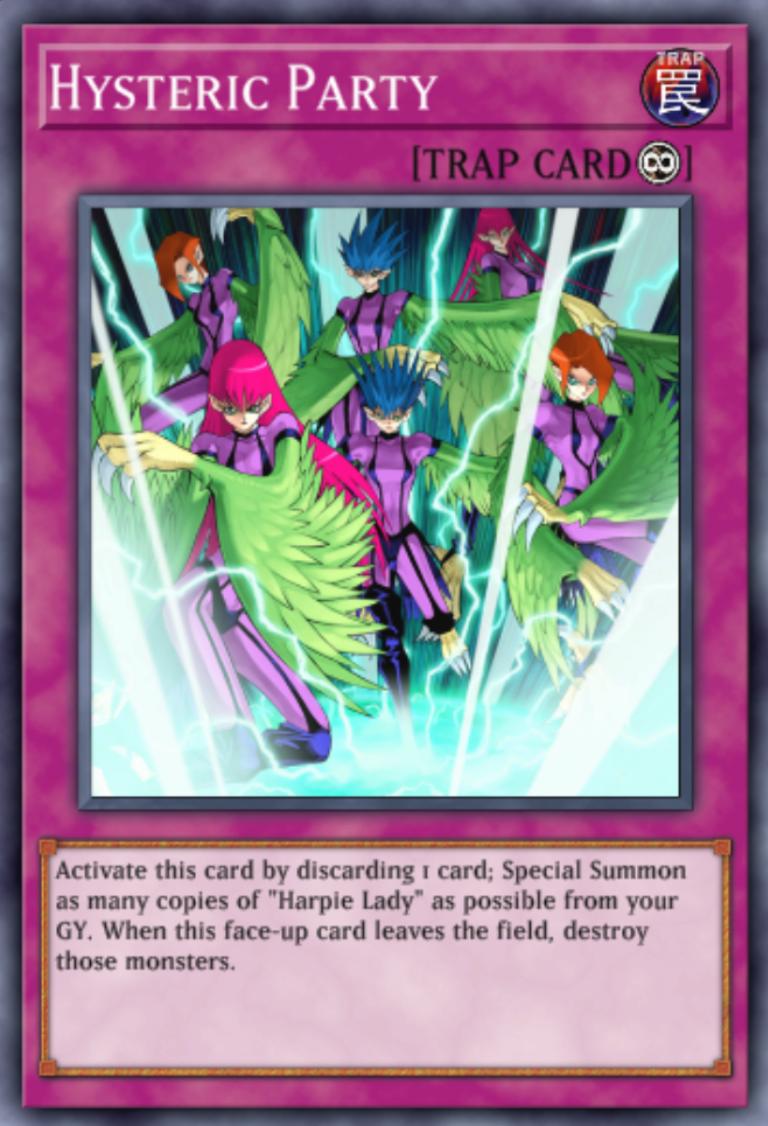 Hysteric Party
TRAP
罠
[TRAP CARD]
Activate this card by discarding 1 card; Special Summon
as many copies of "Harpie Lady" as possible from your
GY. When this face-up card leaves the field, destroy
those monsters.